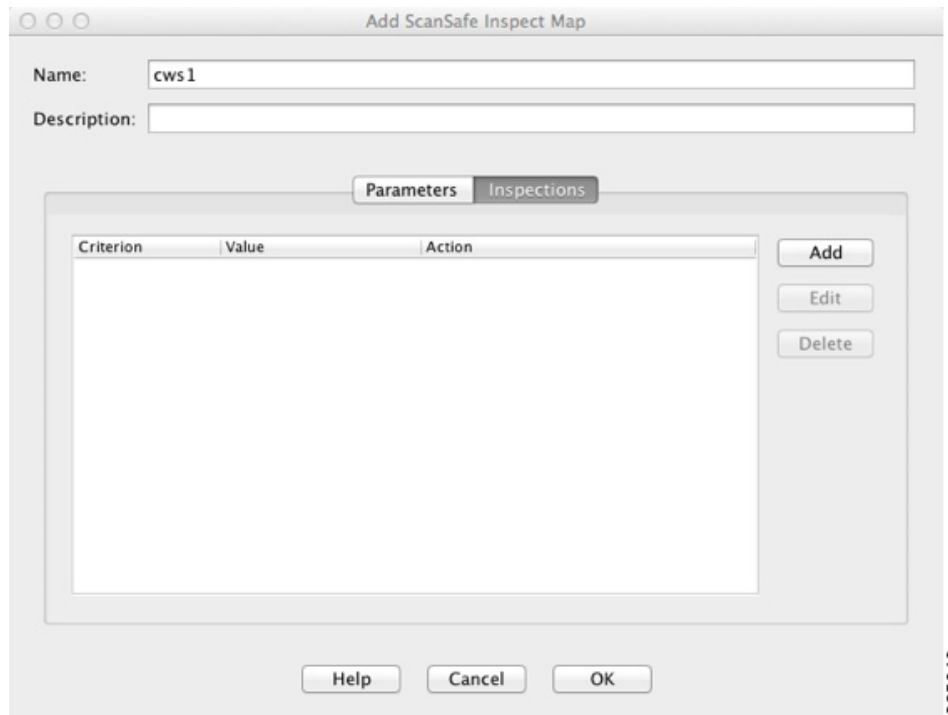 Add ScanSafe Inspect Map
Name: cws1
Description:
Parameters Inspections
Criterion Value Action
Add
Edit
Delete
Help Cancel OK